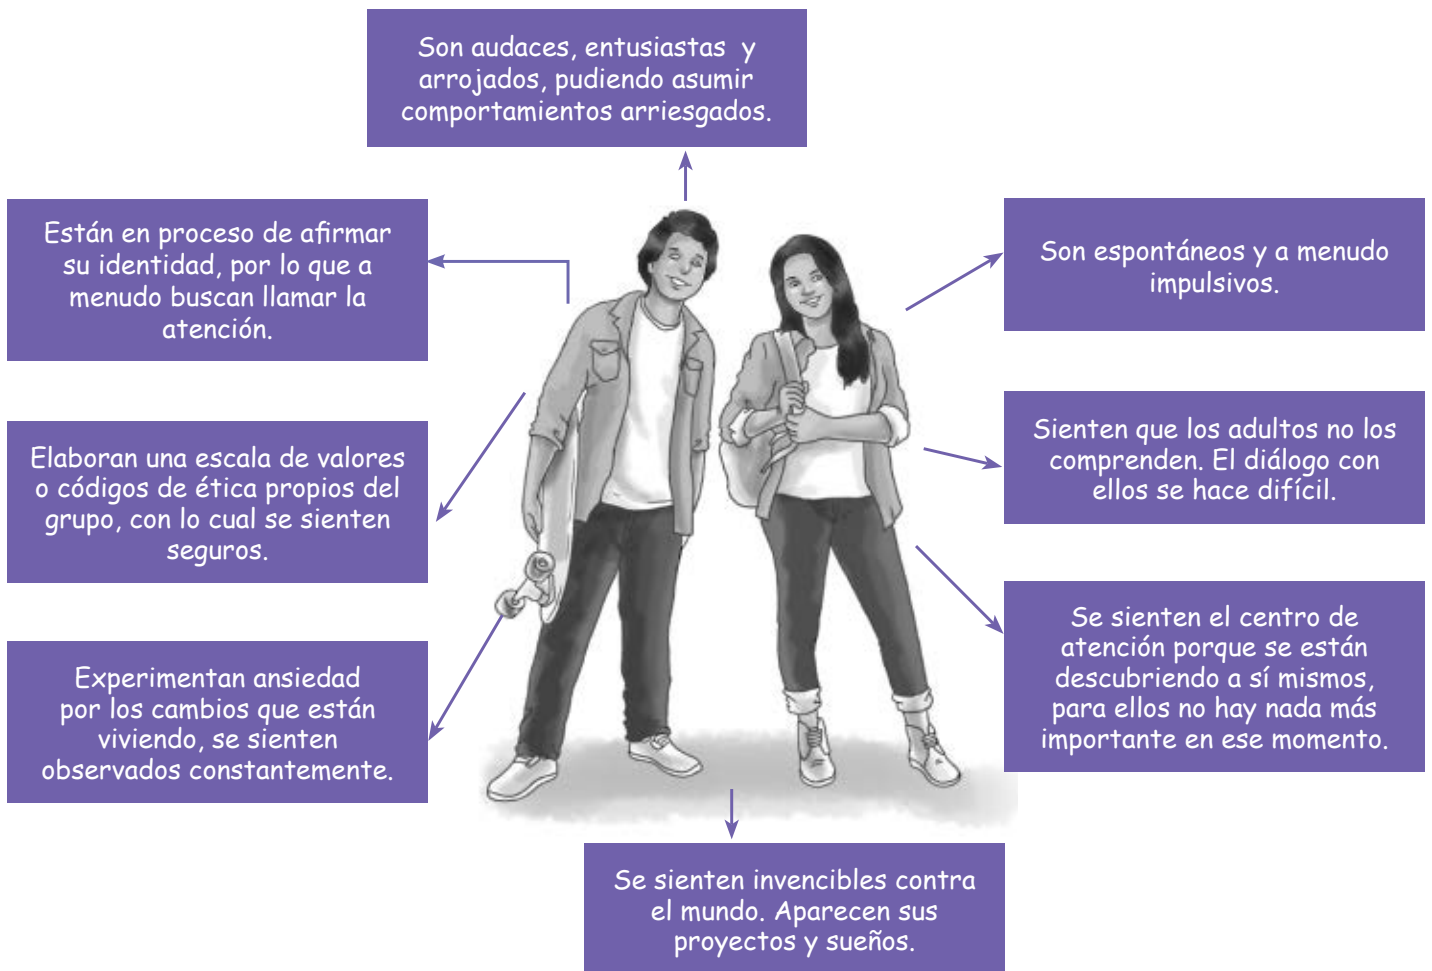 Son audaces, entusiastas y
arrojados, pudiendo asumir
comportamientos arriesgados.
Están en proceso de afirmar
su identidad, por lo que a
menudo buscan llamar la
atención.
Son espontáneos y a menudo
impulsivos.
Elaboran una escala de valores
o códigos de ética propios del
grupo, con lo cual se sienten
seguros.
Sienten que los adultos no los
comprenden. El diálogo con
ellos se hace difícil.
Experimentan ansiedad
por los cambios que están
viviendo, se sienten
observados constantemente.
Se sienten el centro de
atención porque se están
descubriendo a sí mismos,
para ellos no hay nada más
importante en ese momento.
Se sienten invencibles contra
el mundo. Aparecen sus
proyectos y sueños.